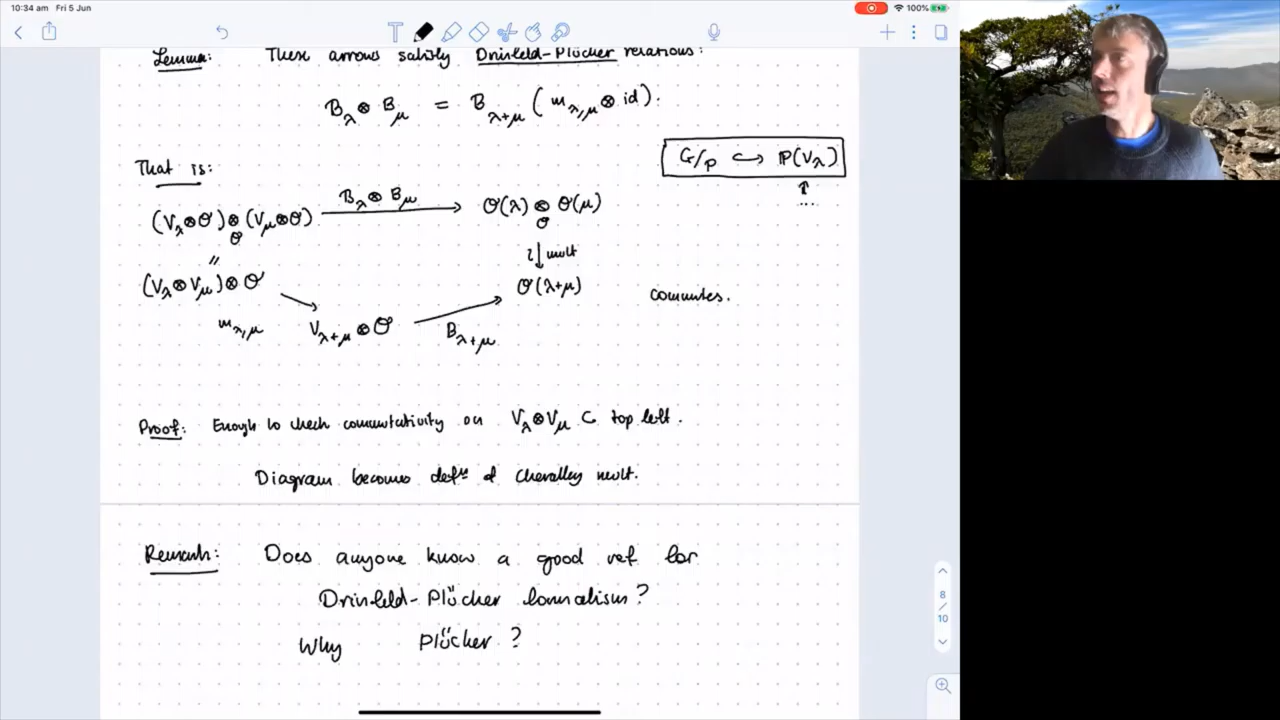 10:34 am Fri 5 Jun
100%
Lemma: These arrows satisfy Drinfeld-Plücker relations:
B_λ ⊗ B_μ = B_{λ+μ} (m_{λ,μ} ⊗ id).
G/P ↪ P(V_λ)
↑
...
That is:
(V_λ⊗O) ⊗_O (V_μ⊗O) B_λ⊗B_μ → O(λ) ⊗_O O(μ)
≀↓ mult
(V_λ⊗V_μ)⊗O O(λ+μ) commutes.
m_{λ,μ} V_{λ+μ}⊗O B_{λ+μ}
Proof: Enough to check commutativity on V_λ⊗V_μ ⊂ top left.
Diagram becomes defⁿ of Chevalley mult.
Remark: Does anyone know a good ref for
Drinfeld-Plücker formalism?
Why Plücker?
8
/
10